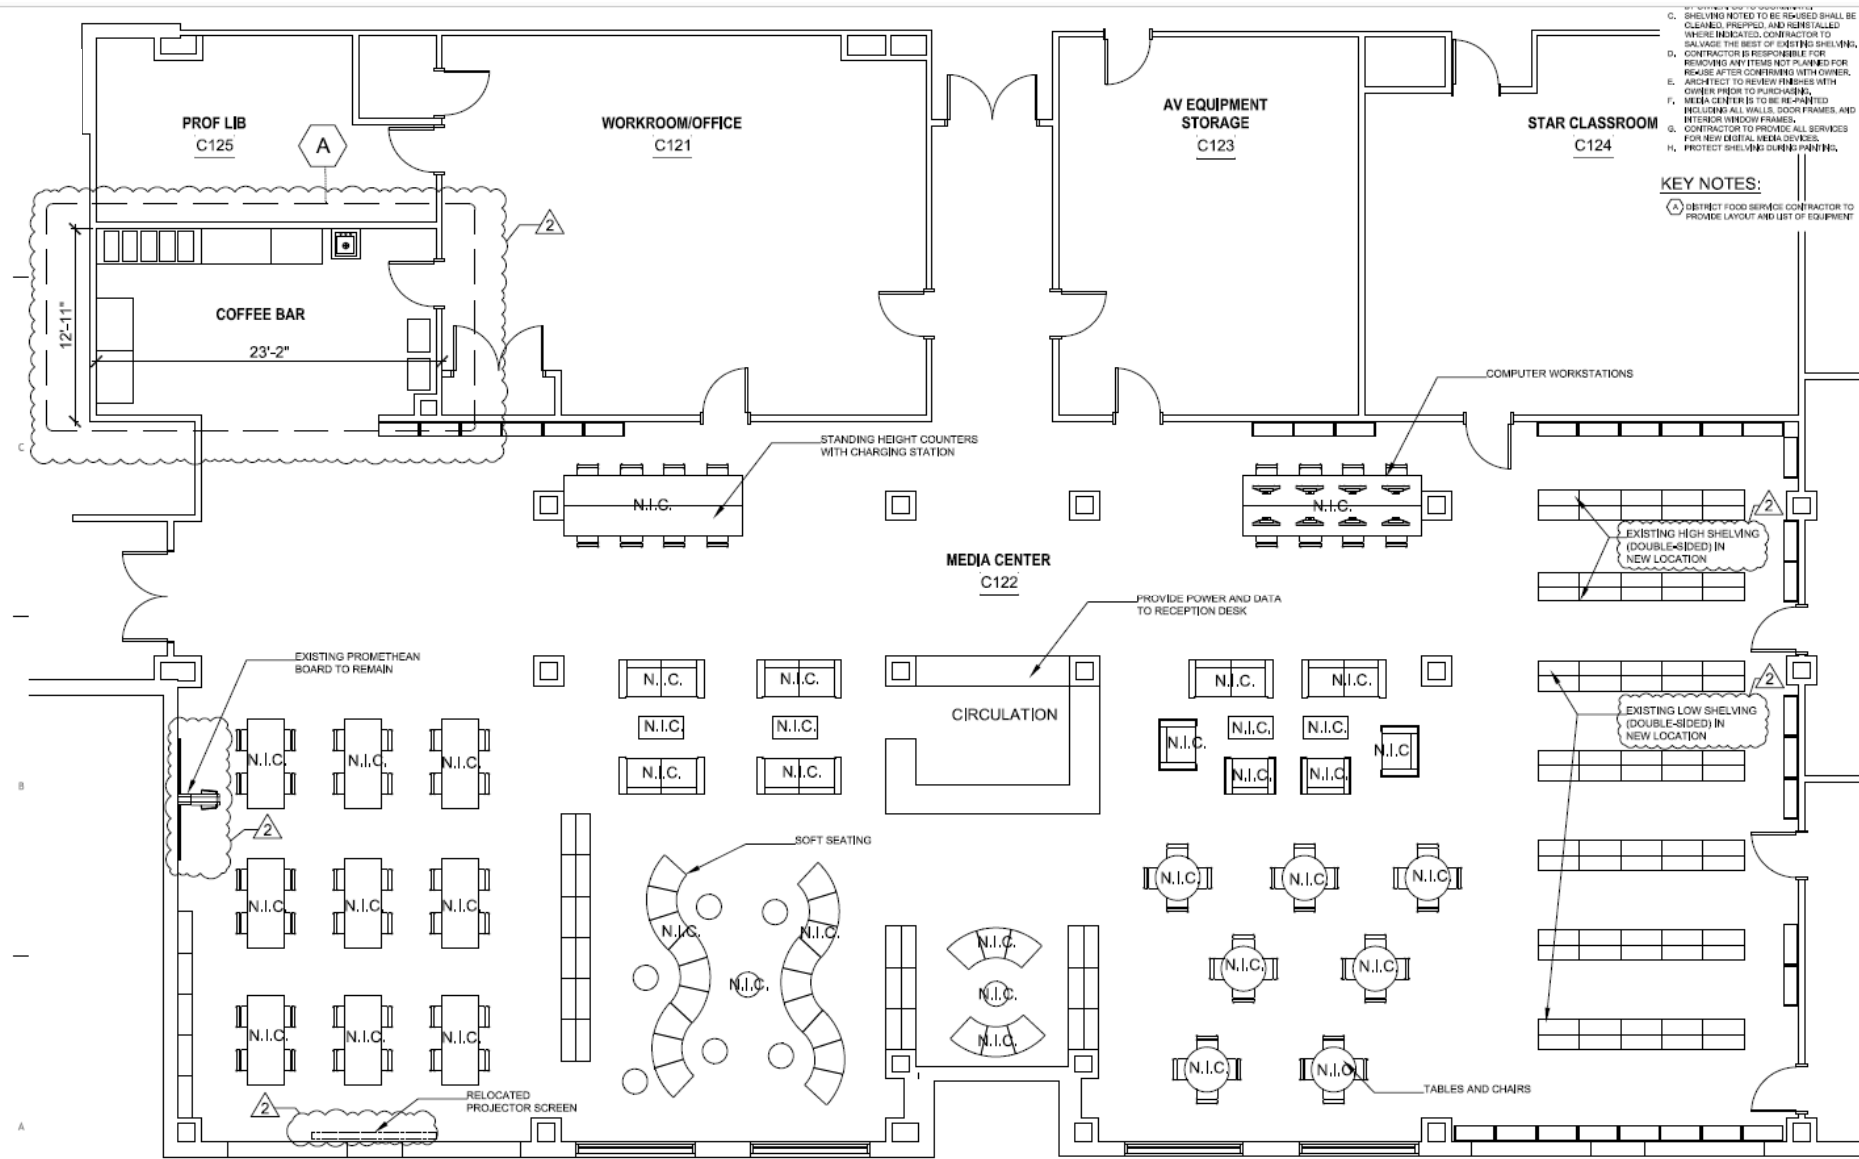 C. SHELVING NOTED TO BE RE-USED SHALL BE
CLEANED, PREPPED, AND REINSTALLED
WHERE INDICATED. CONTRACTOR TO
SALVAGE THE BEST OF EXISTING SHELVING.
D. CONTRACTOR IS RESPONSIBLE FOR
REMOVING ANY ITEMS NOT PLANNED FOR
RE-USE AFTER CONFIRMING WITH OWNER.
E. ARCHITECT TO REVIEW FINISHES WITH
OWNER PRIOR TO PURCHASING.
F. MEDIA CENTER IS TO BE RE-PAINTED
INCLUDING ALL WALLS, DOOR FRAMES, AND
INTERIOR WINDOW FRAMES.
G. CONTRACTOR TO PROVIDE ALL SERVICES
FOR NEW DIGITAL MEDIA DEVICES.
H. PROTECT SHELVING DURING PAINTING.
KEY NOTES:
A DISTRICT FOOD SERVICE CONTRACTOR TO
PROVIDE LAYOUT AND LIST OF EQUIPMENT
PROF LIB
C125
A
WORKROOM/OFFICE
C121
AV EQUIPMENT
STORAGE
C123
STAR CLASSROOM
C124
2
COFFEE BAR
12'-11"
23'-2"
COMPUTER WORKSTATIONS
C
STANDING HEIGHT COUNTERS
WITH CHARGING STATION
N.I.C.
N.I.C.
2
EXISTING HIGH SHELVING
(DOUBLE-SIDED) IN
NEW LOCATION
MEDIA CENTER
C122
PROVIDE POWER AND DATA
TO RECEPTION DESK
EXISTING PROMETHEAN
BOARD TO REMAIN
N.I.C. N.I.C. N.I.C. N.I.C.
2
EXISTING LOW SHELVING
(DOUBLE-SIDED) IN
NEW LOCATION
CIRCULATION
N.I.C. N.I.C. N.I.C. N.I.C.
N.I.C. N.I.C.
N.I.C. N.I.C. N.I.C.
N.I.C. N.I.C. N.I.C. N.I.C.
B
2
SOFT SEATING
N.I.C. N.I.C. N.I.C.
N.I.C. N.I.C. N.I.C.
N.I.C. N.I.C. N.I.C.
N.I.C. N.I.C.
N.I.C. N.I.C.
N.I.C. N.I.C. N.I.C. N.I.C.
N.I.C. N.I.C.
TABLES AND CHAIRS
2
RELOCATED
PROJECTOR SCREEN
A